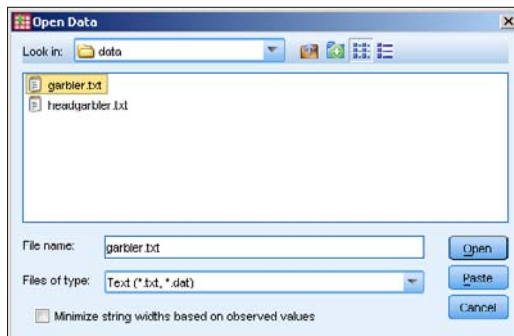 Open Data
Look in: data
garbler.txt
headgarbler.txt
File name: garbler.txt Open
Files of type: Text (*.txt, *.dat) Paste
Minimize string widths based on observed values Cancel